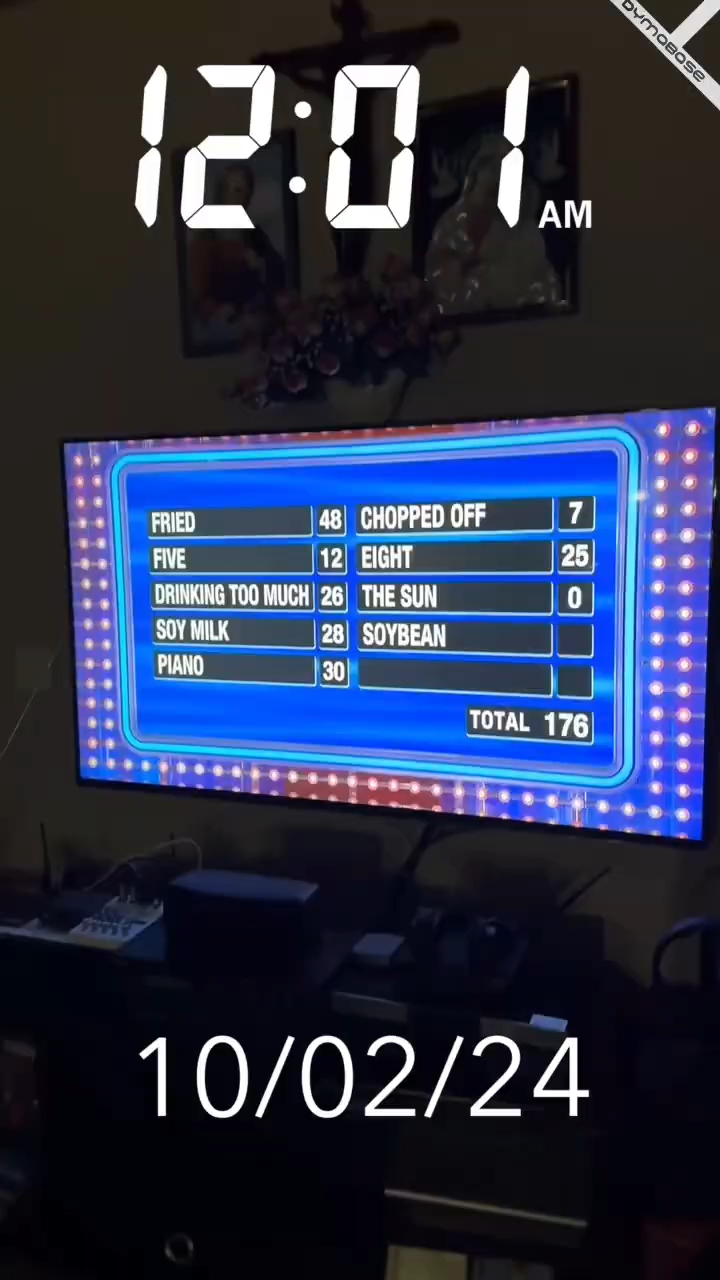 DYMOBOSE
12:01 AM
FRIED 48 CHOPPED OFF 7
FIVE 12 EIGHT 25
DRINKING TOO MUCH 26 THE SUN 0
SOY MILK 28 SOYBEAN
PIANO 30
TOTAL 176
10/02/24